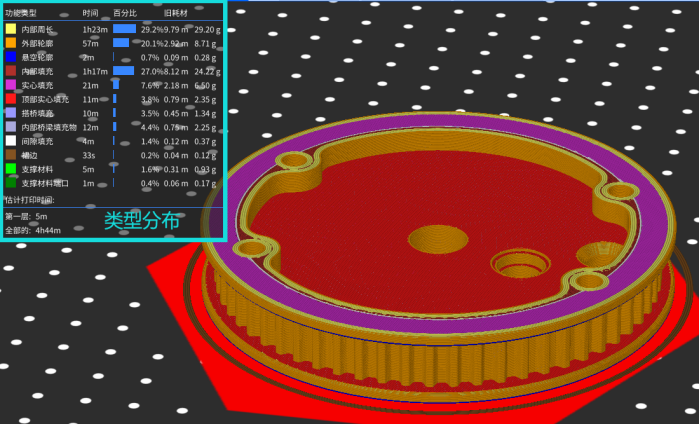 功能类型 时间 百分比 旧耗材
内部周长 1h23m 29.2% 9.79 m 29.20 g
外部轮廓 57m 20.1% 2.92 m 8.71 g
悬空轮廓 2m 0.7% 0.09 m 0.28 g
内部填充 1h17m 27.0% 8.12 m 24.22 g
实心填充 21m 7.6% 2.18 m 6.50 g
顶部实心填充 11m 3.8% 0.79 m 2.35 g
搭桥填充 10m 3.5% 0.45 m 1.34 g
内部桥梁填充物 12m 4.4% 0.75 m 2.25 g
间隙填充 4m 1.4% 0.12 m 0.37 g
裙边 33s 0.2% 0.04 m 0.12 g
支撑材料 5m 1.6% 0.31 m 0.93 g
支撑材料接口 1m 0.4% 0.06 m 0.17 g
估计打印时间:
第一层: 5m
全部的: 4h44m
类型分布